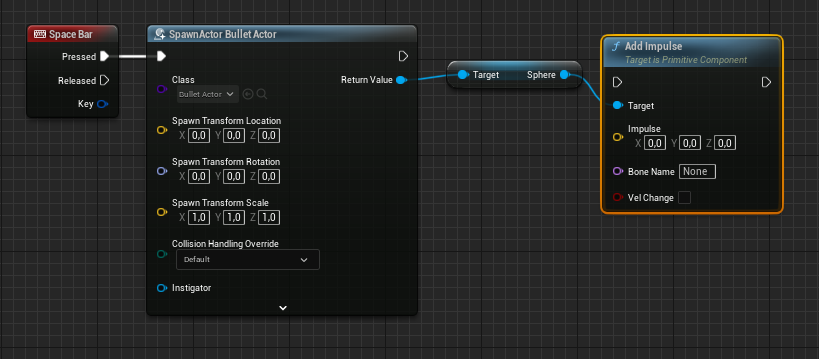 Space Bar
Pressed
Released
Key
SpawnActor Bullet Actor
Class
Bullet Actor
Return Value
Spawn Transform Location
X 0,0 Y 0,0 Z 0,0
Spawn Transform Rotation
X 0,0 Y 0,0 Z 0,0
Spawn Transform Scale
X 1,0 Y 1,0 Z 1,0
Collision Handling Override
Default
Instigator
Target Sphere
f Add Impulse
Target is Primitive Component
Target
Impulse
X 0,0 Y 0,0 Z 0,0
Bone Name None
Vel Change